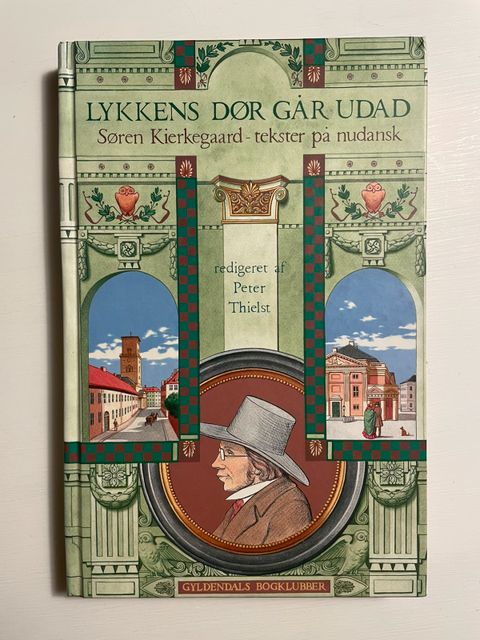 LYKKENS DØR GÅR UDAD
Søren Kierkegaard - tekster på nudansk
redigeret af
Peter
Thielst
GYLDENDALS BOGKLUBBER